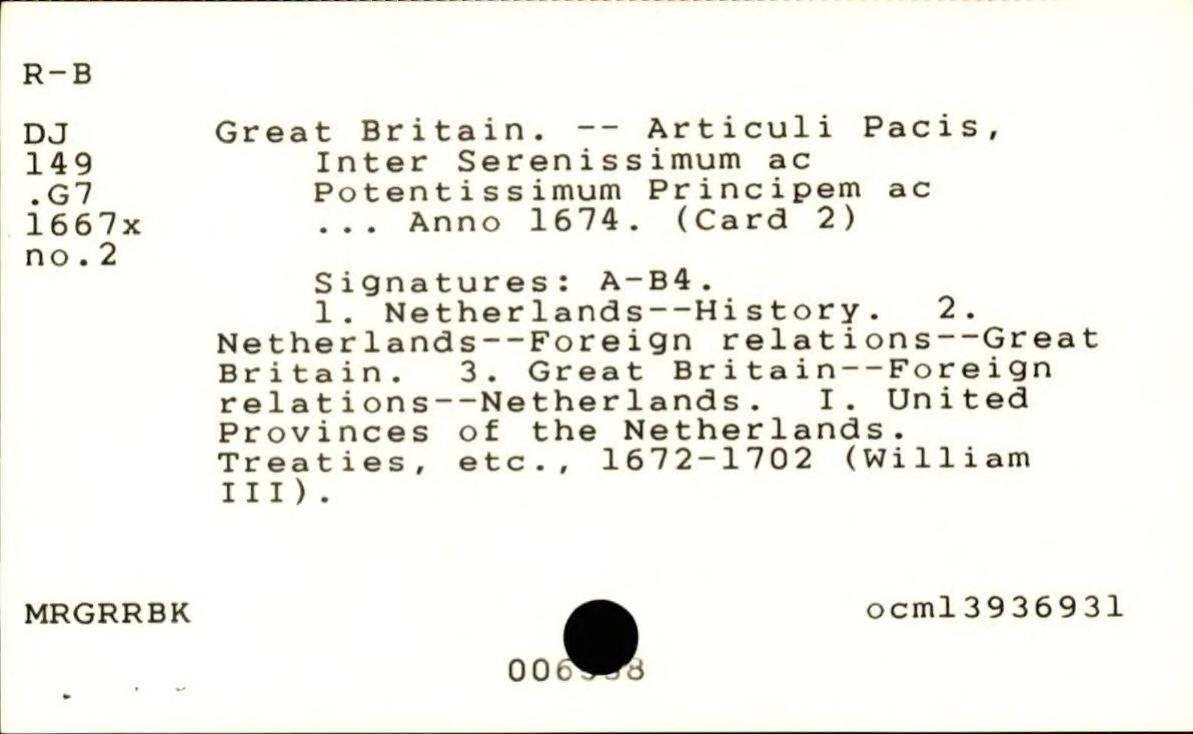 R-B
DJ
149
.G7
1667x
no.2
Great Britain. -- Articuli Pacis,
Inter Serenissimum ac
Potentissimum Principem ac
... Anno 1674. (Card 2)
Signatures: A-B4.
1. Netherlands--History. 2.
Netherlands--Foreign relations--Great
Britain. 3. Great Britain--Foreign
relations--Netherlands. I. United
Provinces of the Netherlands.
Treaties, etc., 1672-1702 (William
III).
MRGRRBK
ocm13936931